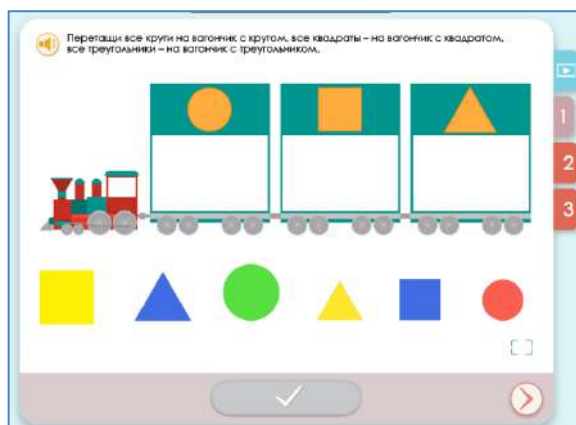 Перетащи все круги на вагончик с кругом, все квадраты – на вагончик с квадратом,
все треугольники – на вагончик с треугольником.
1
2
3